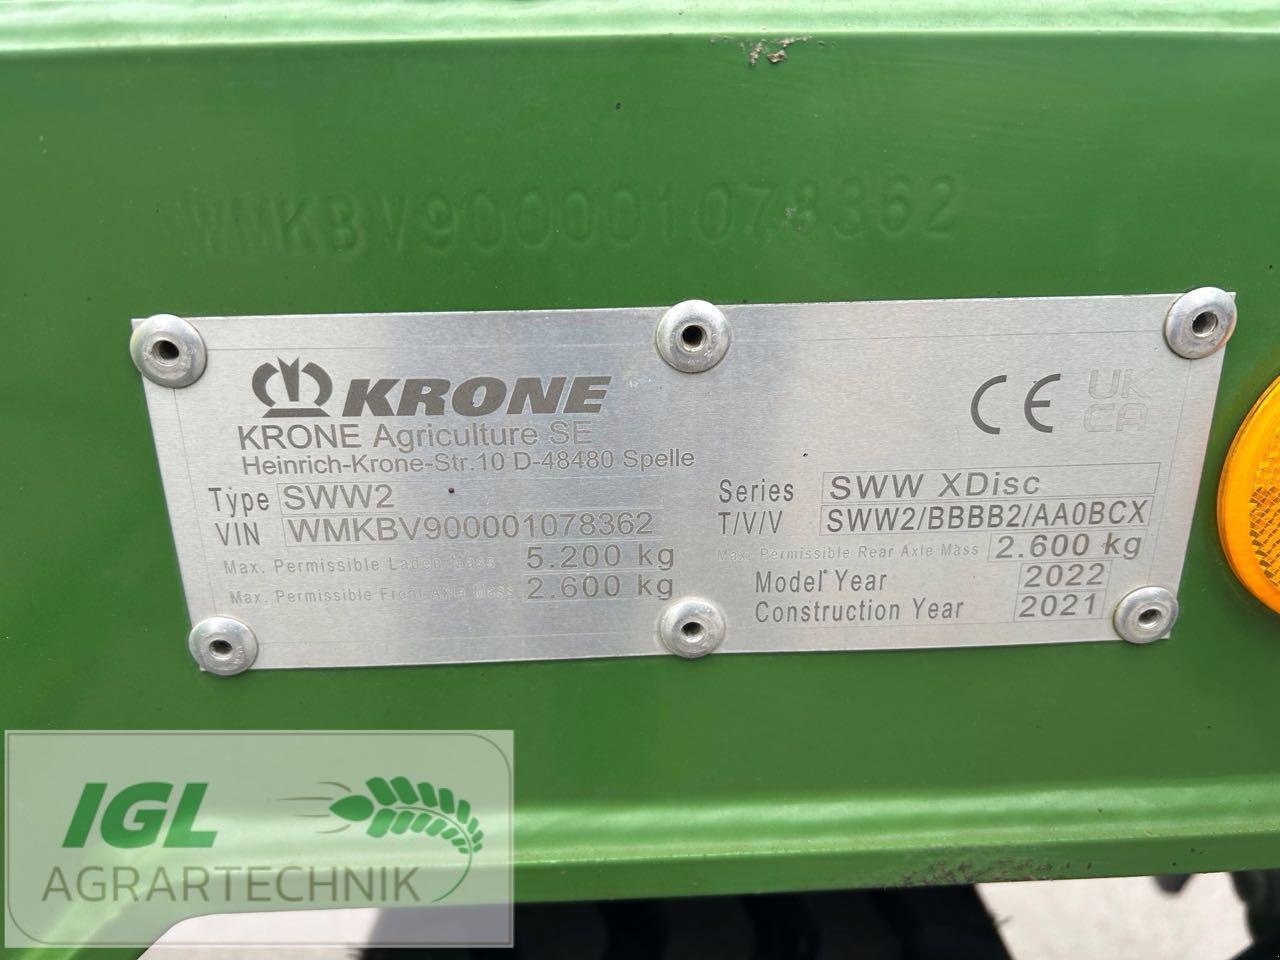 WMKBV900001078362
KRONE
CE UK CA
KRONE Agriculture SE
Heinrich-Krone-Str.10 D-48480 Spelle
Type SWW2
Series SWW XDisc
VIN WMKBV900001078362
T/V/V SWW2/BBBB2/AA0BCX
Max. Permissible Laden Mass 5.200 kg
Max. Permissible Rear Axle Mass 2.600 kg
Max. Permissible Front Axle Mass 2.600 kg
Model Year 2022
Construction Year 2021
IGL
AGRARTECHNIK